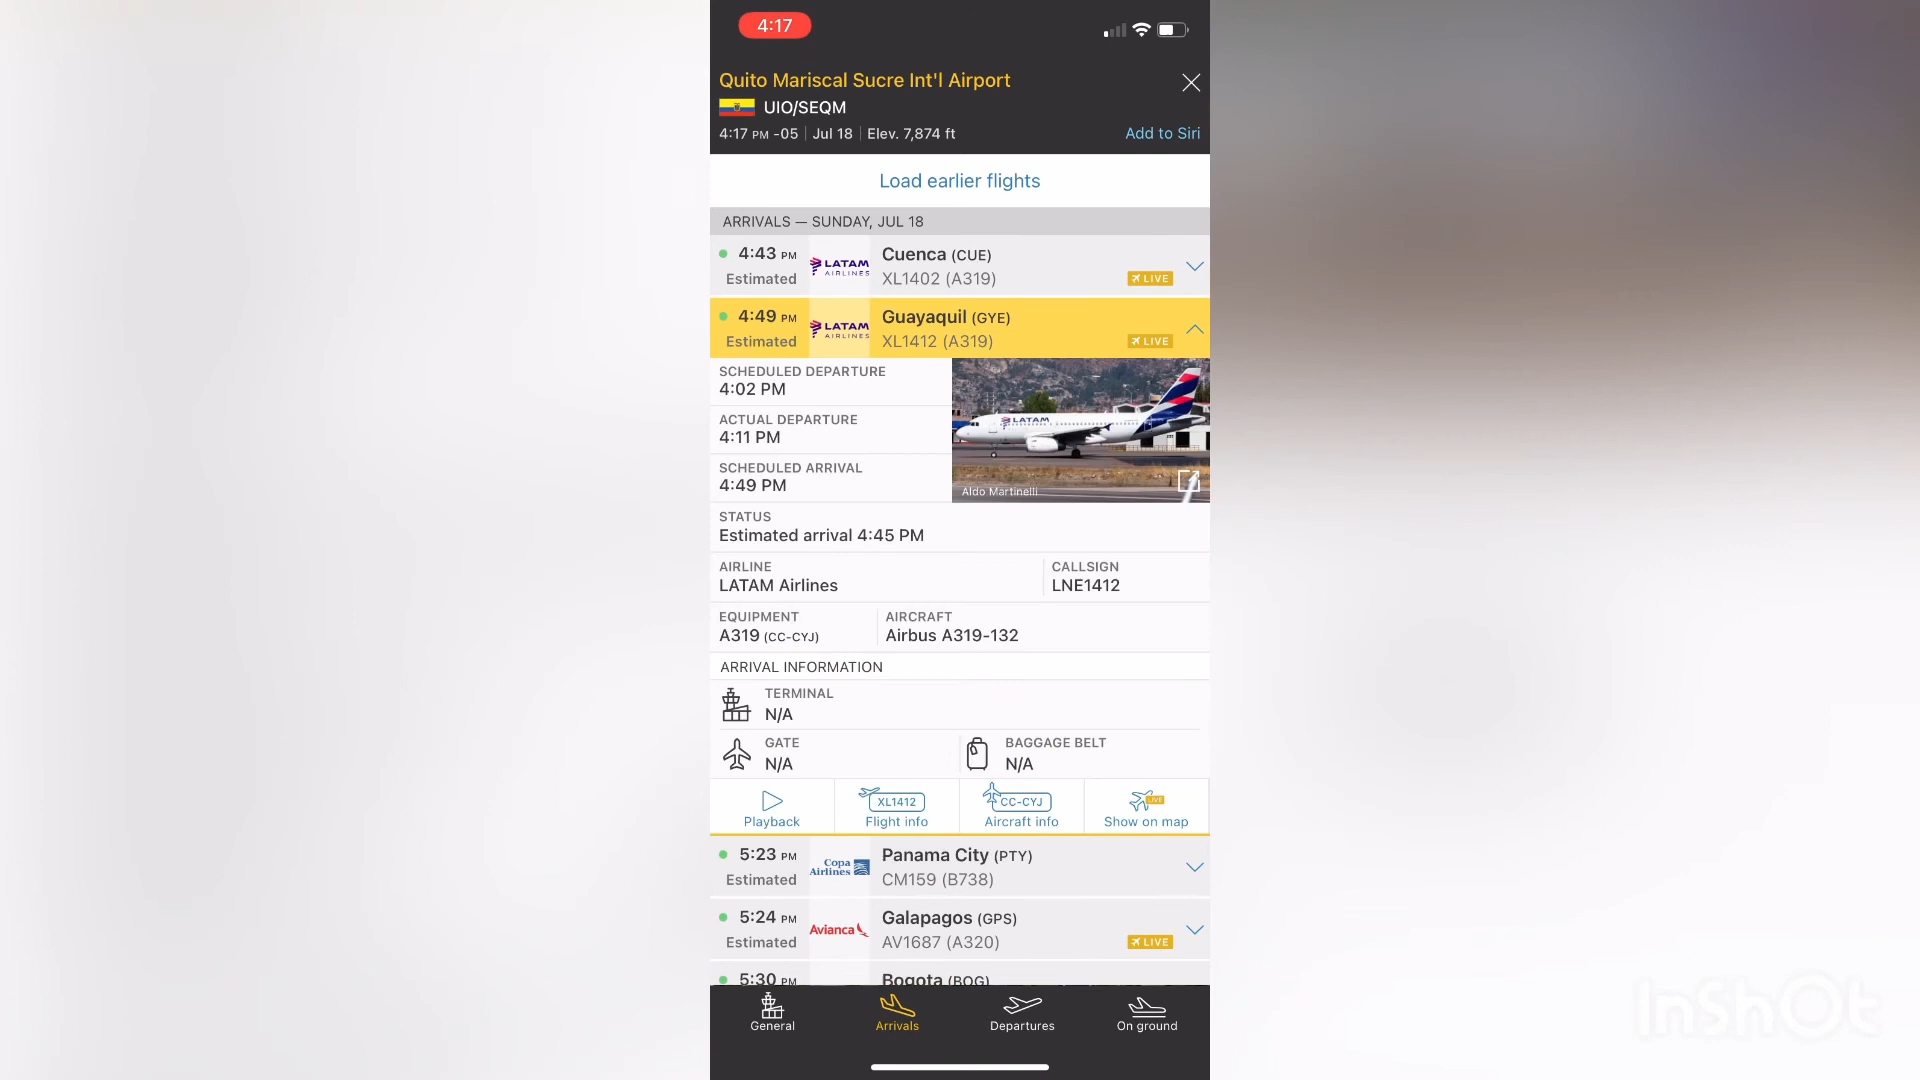 4:17
Quito Mariscal Sucre Int'l Airport
UIO/SEQM
4:17 PM -05 | Jul 18 | Elev. 7,874 ft
Add to Siri
Load earlier flights
ARRIVALS — SUNDAY, JUL 18
4:43 PM
Estimated
LATAM
AIRLINES
Cuenca (CUE)
XL1402 (A319)
LIVE
4:49 PM
Estimated
LATAM
AIRLINES
Guayaquil (GYE)
XL1412 (A319)
LIVE
SCHEDULED DEPARTURE
4:02 PM
ACTUAL DEPARTURE
4:11 PM
SCHEDULED ARRIVAL
4:49 PM
LATAM
Aldo Martinelli
STATUS
Estimated arrival 4:45 PM
AIRLINE
LATAM Airlines
CALLSIGN
LNE1412
EQUIPMENT
A319 (CC-CYJ)
AIRCRAFT
Airbus A319-132
ARRIVAL INFORMATION
TERMINAL
N/A
GATE
N/A
BAGGAGE BELT
N/A
Playback
XL1412
Flight info
CC-CYJ
Aircraft info
LIVE
Show on map
5:23 PM
Estimated
Copa
Airlines
Panama City (PTY)
CM159 (B738)
5:24 PM
Estimated
Avianca
Galapagos (GPS)
AV1687 (A320)
LIVE
5:30 PM
Bogota (BOG)
General
Arrivals
Departures
On ground
InShOt